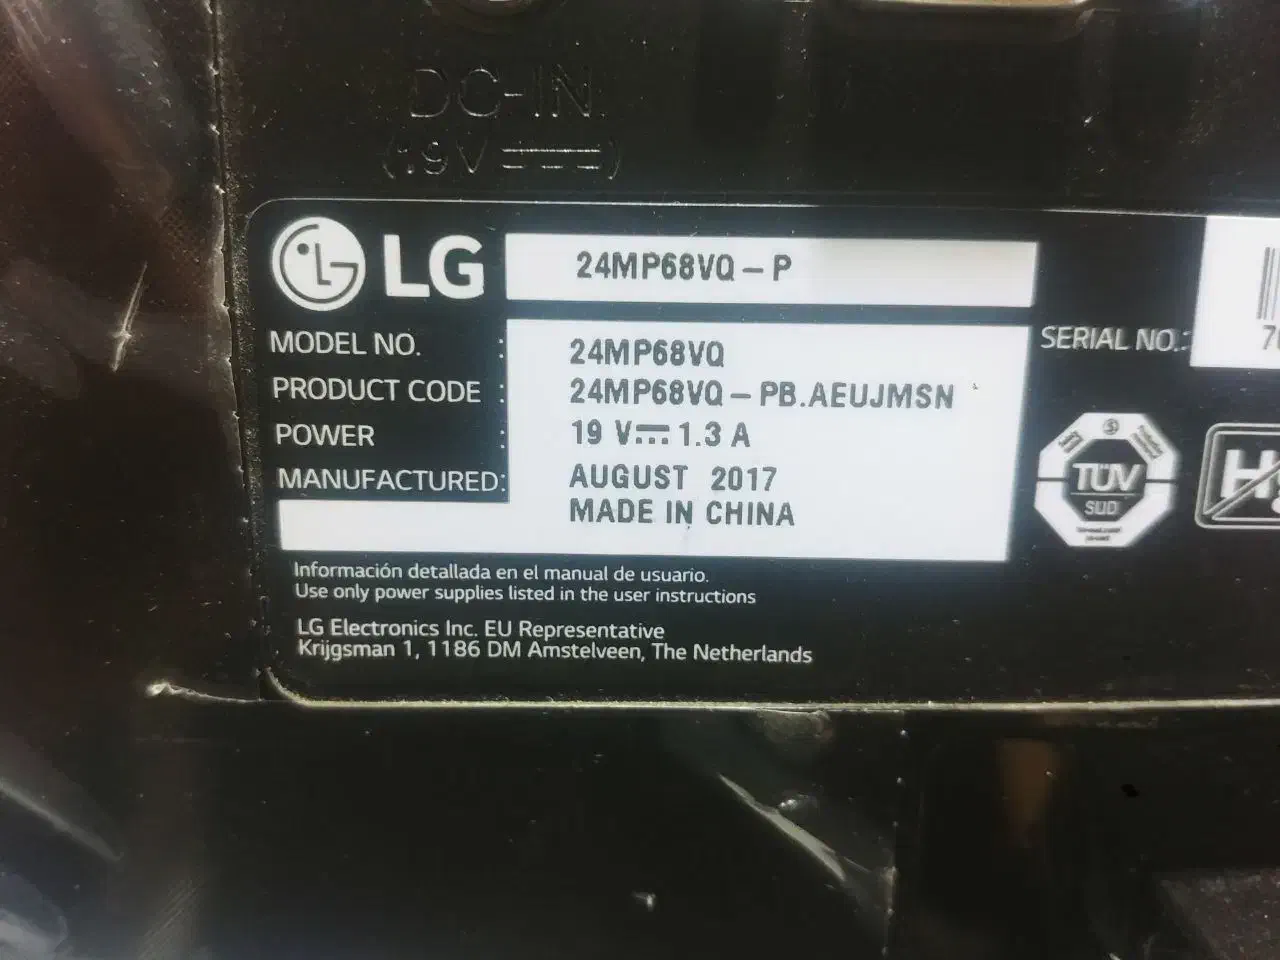 DC-IN
(19V⎓)
LG
24MP68VQ-P
MODEL NO. : 24MP68VQ
SERIAL NO.:
PRODUCT CODE : 24MP68VQ-PB.AEUJMSN
POWER : 19 V⎓1.3 A
MANUFACTURED: AUGUST 2017
MADE IN CHINA
TÜV
SUD
Información detallada en el manual de usuario.
Use only power supplies listed in the user instructions
LG Electronics Inc. EU Representative
Krijgsman 1, 1186 DM Amstelveen, The Netherlands